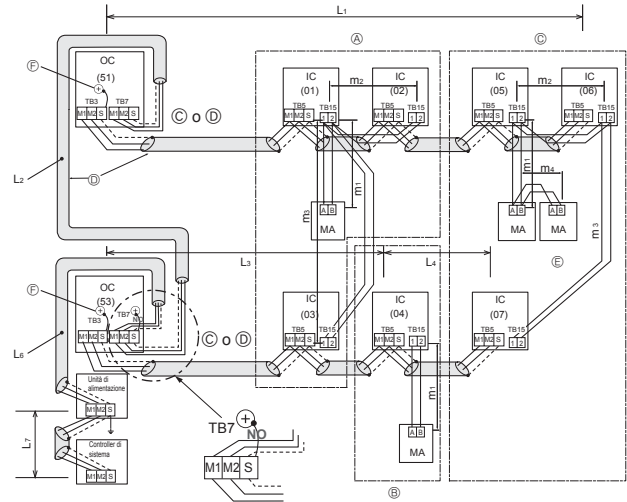 L1
Ⓐ
Ⓒ
Ⓕ
OC
(51)
TB3 TB7
M1 M2 S M1 M2 S
Ⓒ o Ⓓ
IC
(01)
TB5 TB15
M1 M2 S 1 2
m2
IC
(02)
TB5 TB15
M1 M2 S 1 2
IC
(05)
TB5 TB15
M1 M2 S 1 2
m2
IC
(06)
TB5 TB15
M1 M2 S 1 2
L2
Ⓓ
m3
m1
A B
MA
m1
m4
A B
MA
A B
MA
m3
Ⓔ
L3
L4
Ⓕ
OC
(53)
TB3
TB7
NO
M1 M2 S M1 M2 S
Ⓒ o Ⓓ
IC
(03)
TB5 TB15
M1 M2 S 1 2
IC
(04)
TB5 TB15
M1 M2 S 1 2
IC
(07)
TB5 TB15
M1 M2 S 1 2
L6
Unità di
alimentazione
M1 M2 S
L7
Controller di
sistema
M1 M2 S
TB7
NO
M1 M2 S
m1
A B
MA
Ⓑ